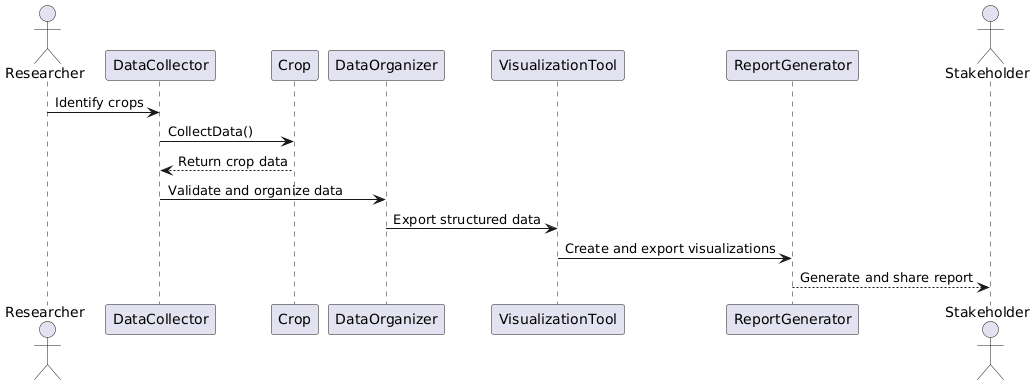 Researcher
DataCollector
Crop
DataOrganizer
VisualizationTool
ReportGenerator
Stakeholder
Identify crops
CollectData()
Return crop data
Validate and organize data
Export structured data
Create and export visualizations
Generate and share report
Researcher
DataCollector
Crop
DataOrganizer
VisualizationTool
ReportGenerator
Stakeholder